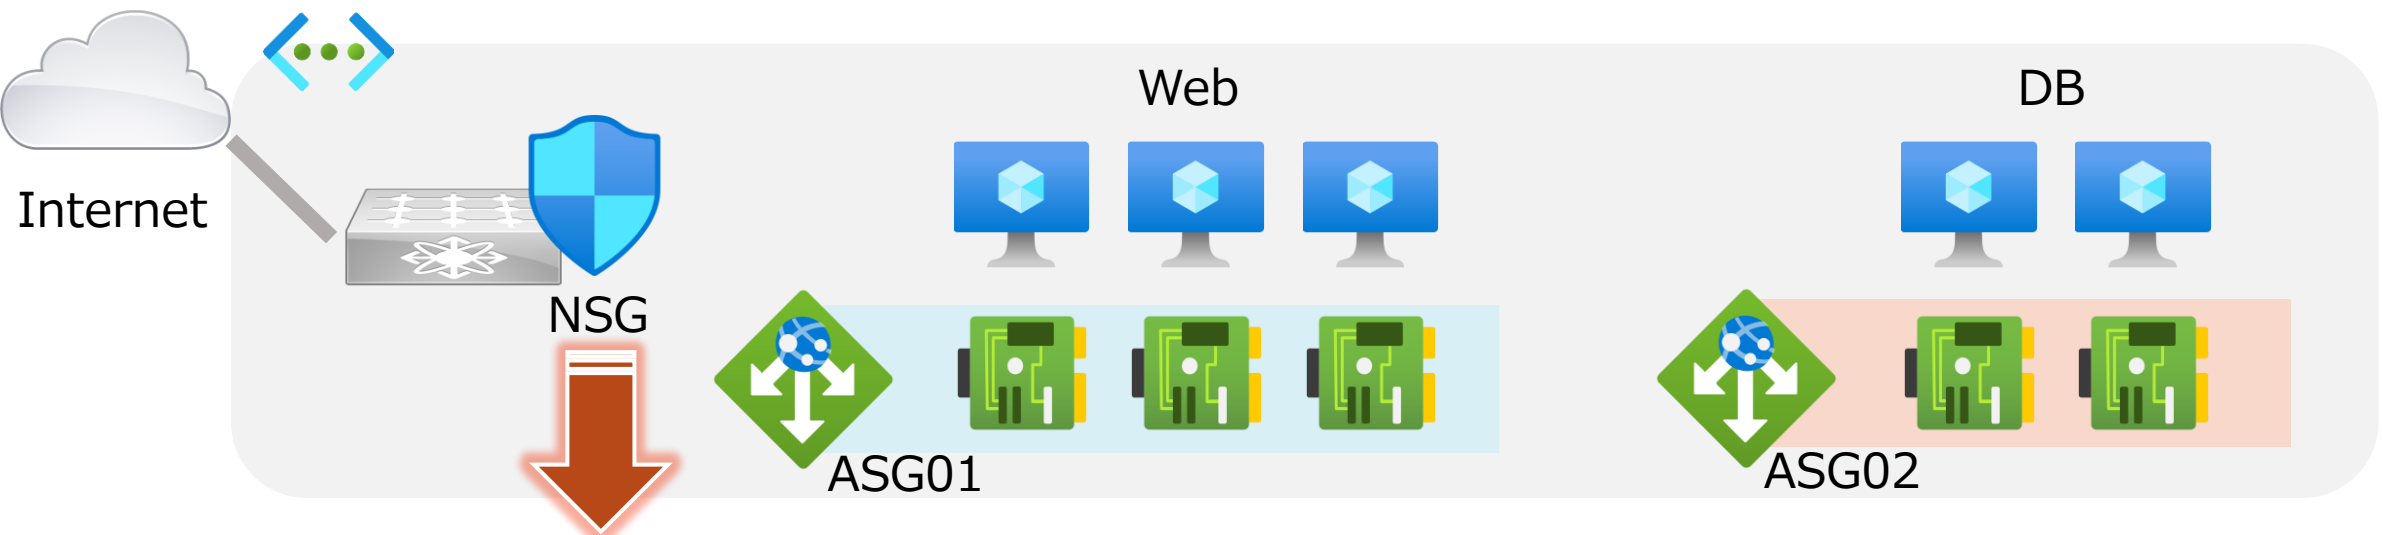 Internet
NSG
Web
ASG01
DB
ASG02